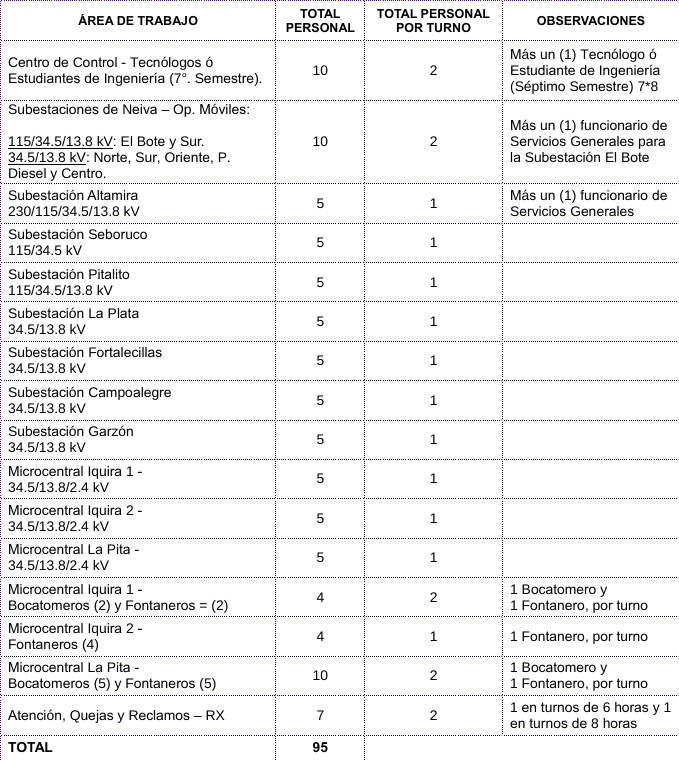 ÁREA DE TRABAJO
TOTAL
PERSONAL
TOTAL PERSONAL
POR TURNO
OBSERVACIONES
Centro de Control - Tecnólogos ó
Estudiantes de Ingeniería (7°. Semestre).
10
2
Más un (1) Tecnólogo ó
Estudiante de Ingeniería
(Séptimo Semestre) 7*8
Subestaciones de Neiva – Op. Móviles:
115/34.5/13.8 kV: El Bote y Sur.
34.5/13.8 kV: Norte, Sur, Oriente, P.
Diesel y Centro.
10
2
Más un (1) funcionario de
Servicios Generales para
la Subestación El Bote
Subestación Altamira
230/115/34.5/13.8 kV
5
1
Más un (1) funcionario de
Servicios Generales
Subestación Seboruco
115/34.5 kV
5
1
Subestación Pitalito
115/34.5/13.8 kV
5
1
Subestación La Plata
34.5/13.8 kV
5
1
Subestación Fortalecillas
34.5/13.8 kV
5
1
Subestación Campoalegre
34.5/13.8 kV
5
1
Subestación Garzón
34.5/13.8 kV
5
1
Microcentral Iquira 1 -
34.5/13.8/2.4 kV
5
1
Microcentral Iquira 2 -
34.5/13.8/2.4 kV
5
1
Microcentral La Pita -
34.5/13.8/2.4 kV
5
1
Microcentral Iquira 1 -
Bocatomeros (2) y Fontaneros = (2)
4
2
1 Bocatomero y
1 Fontanero, por turno
Microcentral Iquira 2 -
Fontaneros (4)
4
1
1 Fontanero, por turno
Microcentral La Pita -
Bocatomeros (5) y Fontaneros (5)
10
2
1 Bocatomero y
1 Fontanero, por turno
Atención, Quejas y Reclamos – RX
7
2
1 en turnos de 6 horas y 1
en turnos de 8 horas
TOTAL
95